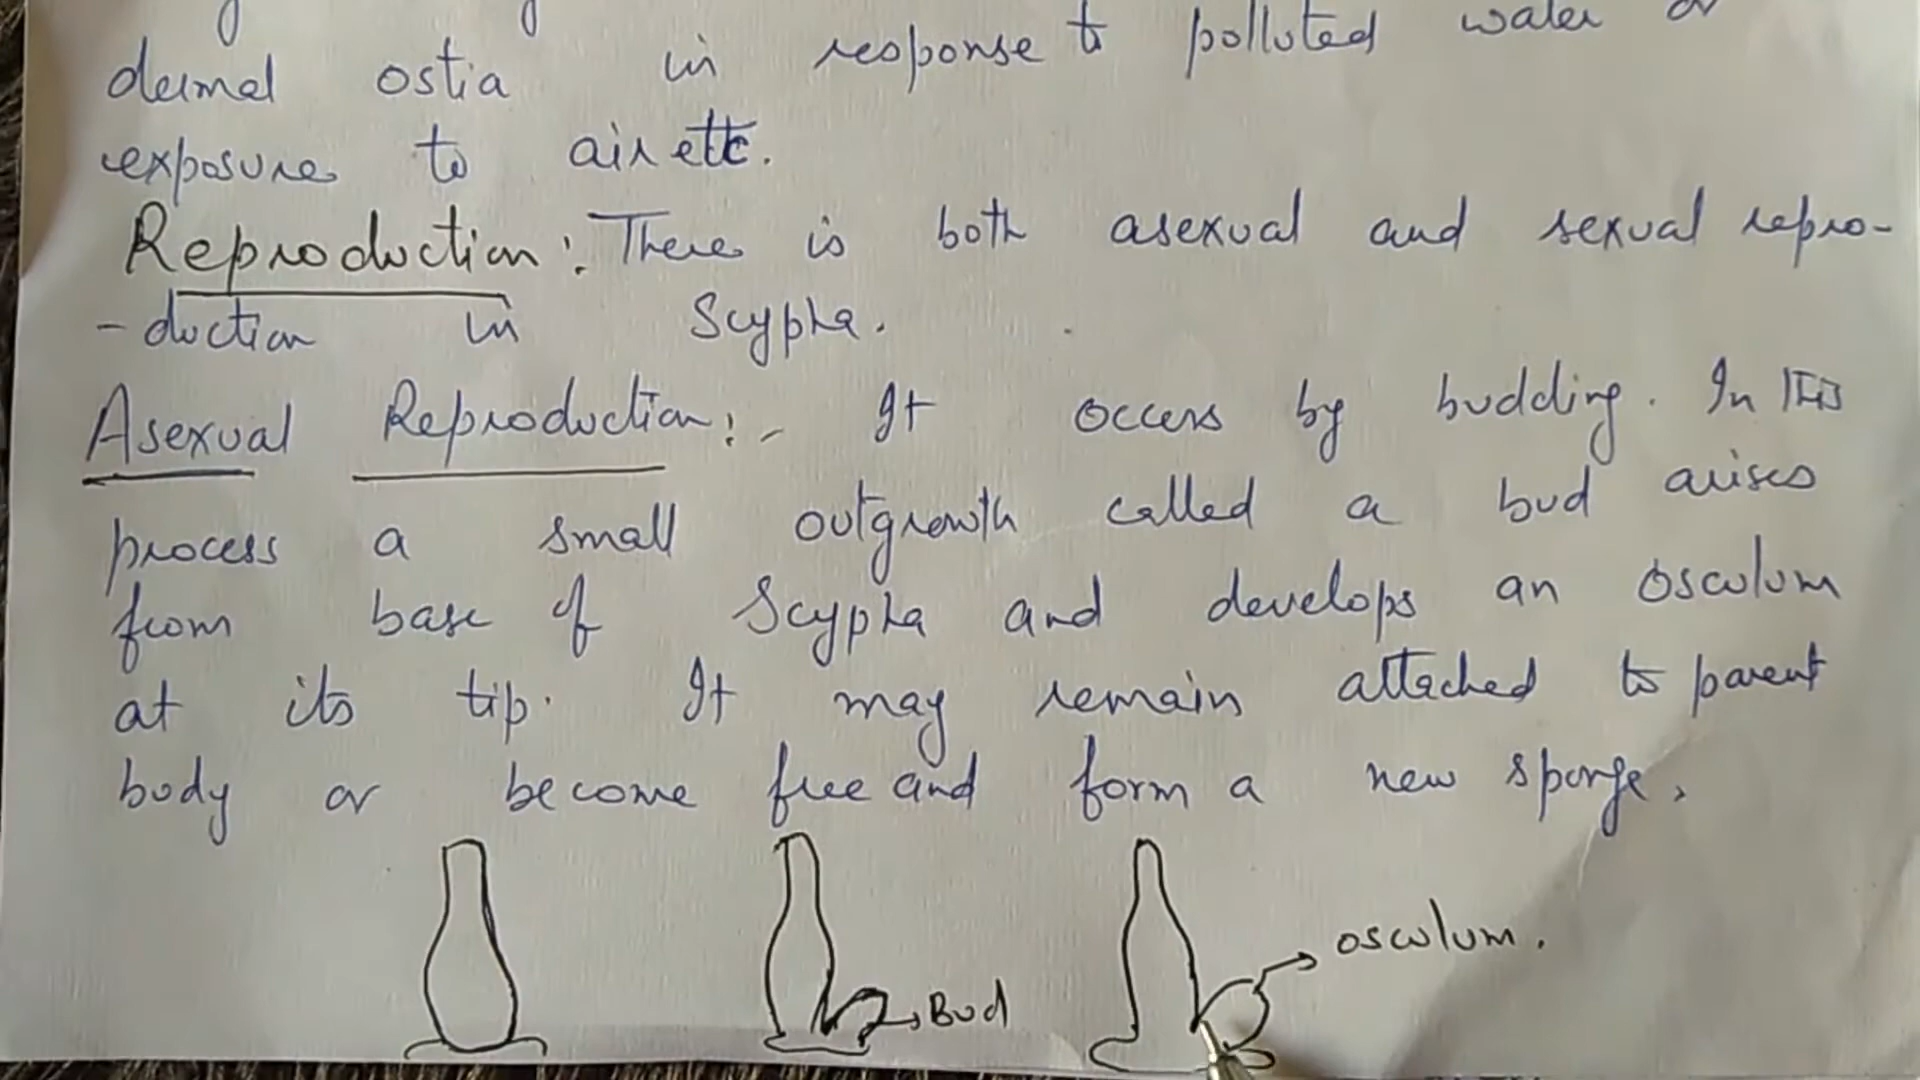 dermal ostia in response to polluted water or
exposure to air etc.
Reproduction: There is both asexual and sexual repro-
- duction in Scypha.
Asexual Reproduction:- It occurs by budding. In this
process a small outgrowth called a bud arises
from base of Scypha and develops an osculum
at its tip. It may remain attached to parent
body or become free and form a new sponge.
Bud
osculum.